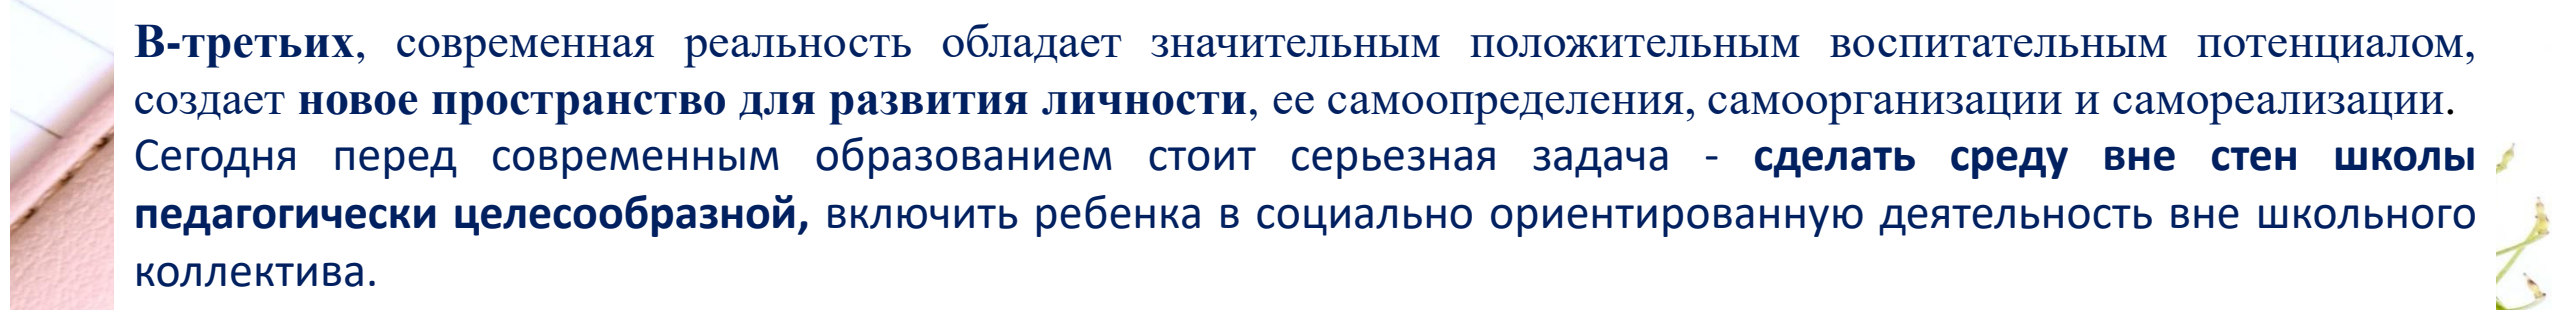 В-третьих, современная реальность обладает значительным положительным воспитательным потенциалом,
создает новое пространство для развития личности, ее самоопределения, самоорганизации и самореализации.
Сегодня перед современным образованием стоит серьезная задача - сделать среду вне стен школы
педагогически целесообразной, включить ребенка в социально ориентированную деятельность вне школьного
коллектива.